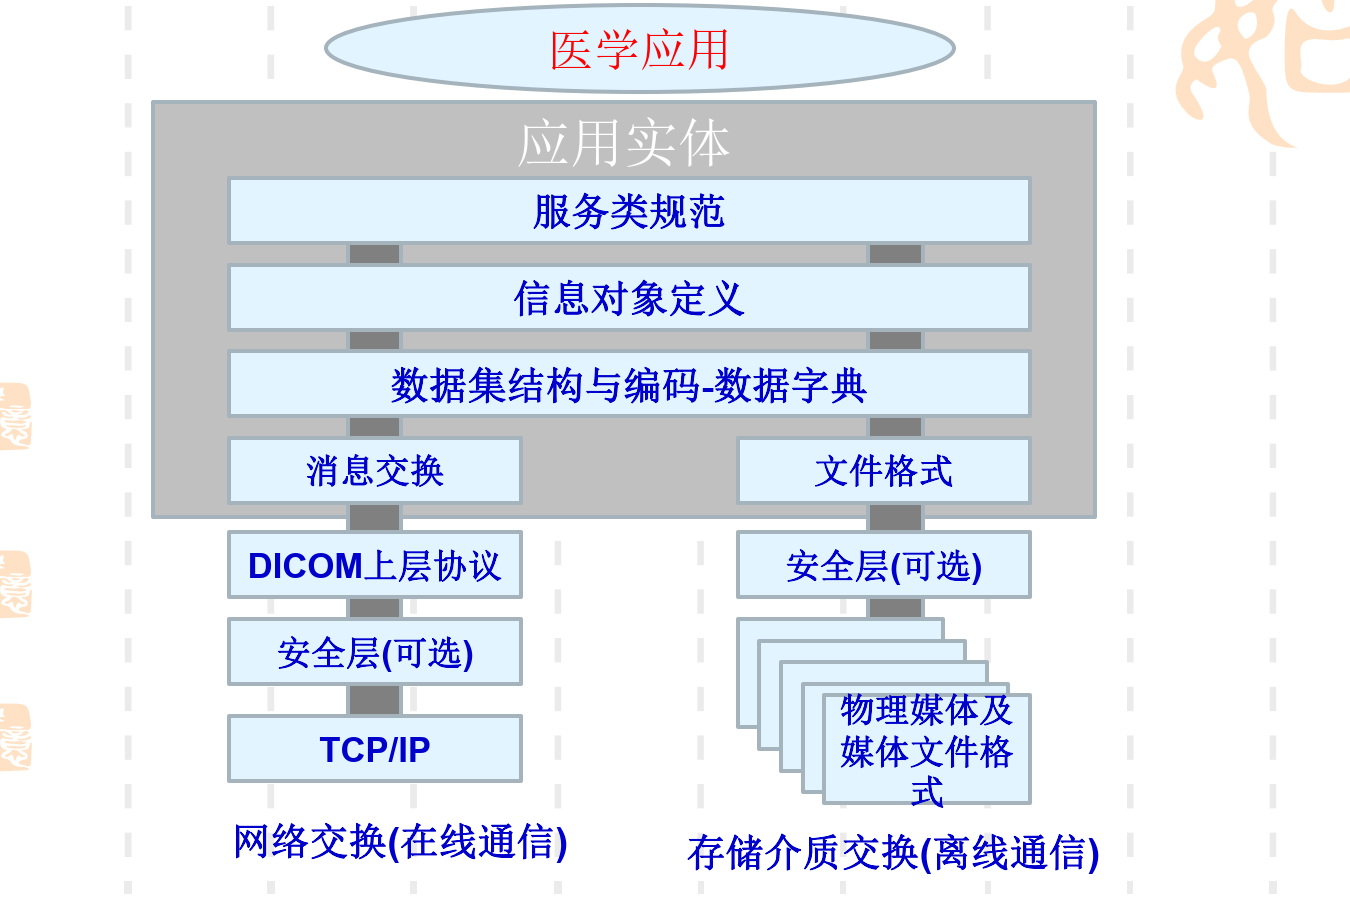 医学应用
应用实体
服务类规范
信息对象定义
数据集结构与编码-数据字典
消息交换
文件格式
DICOM上层协议
安全层(可选)
安全层(可选)
TCP/IP
物理媒体及
媒体文件格
式
网络交换(在线通信)
存储介质交换(离线通信)